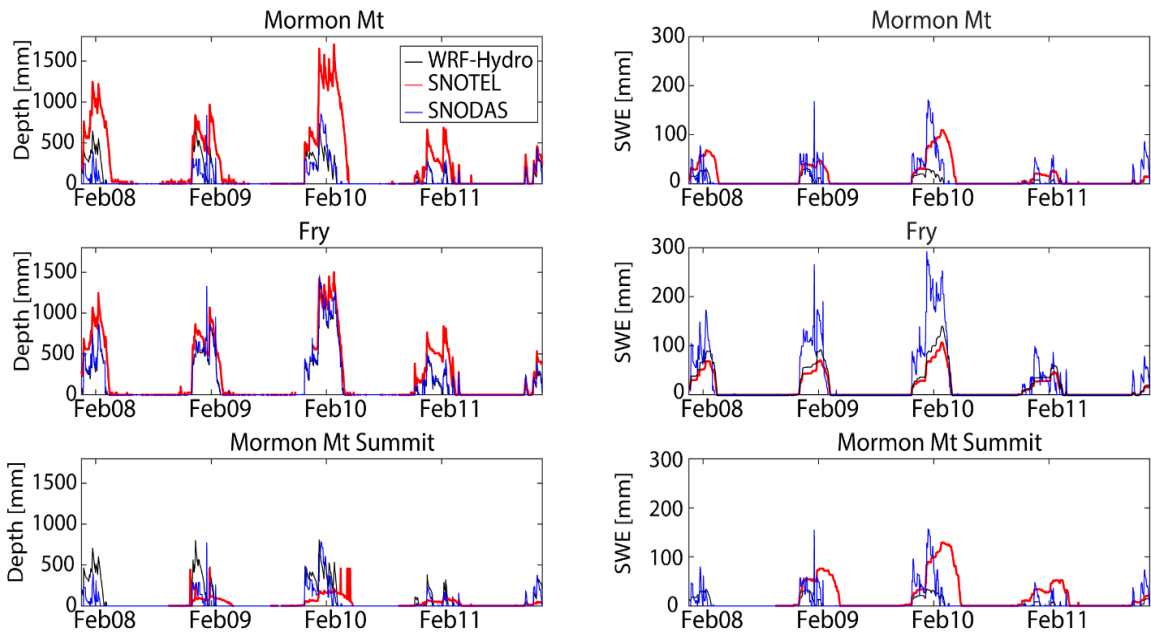 Mormon Mt
Depth [mm]
1500
1000
500
0
WRF-Hydro
SNOTEL
SNODAS
Feb08
Feb09
Feb10
Feb11
Mormon Mt
SWE [mm]
300
200
100
0
Feb08
Feb09
Feb10
Feb11
Fry
Depth [mm]
1500
1000
500
0
Feb08
Feb09
Feb10
Feb11
Fry
SWE [mm]
300
200
100
0
Feb08
Feb09
Feb10
Feb11
Mormon Mt Summit
Depth [mm]
1500
1000
500
0
Feb08
Feb09
Feb10
Feb11
Mormon Mt Summit
SWE [mm]
300
200
100
0
Feb08
Feb09
Feb10
Feb11